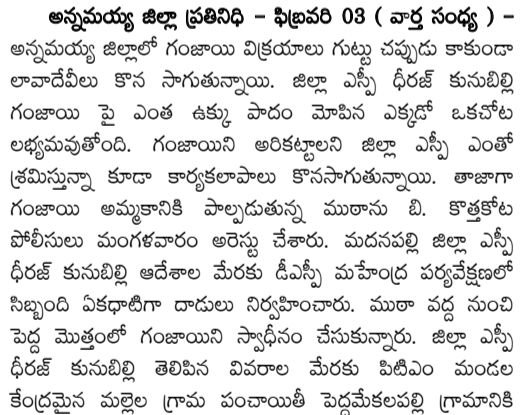 అన్నమయ్య జిల్లా ప్రతినిధి - ఫిబ్రవరి 03 ( వార్త సంధ్య ) -
అన్నమయ్య జిల్లాలో గంజాయి విక్రయాలు గుట్టు చప్పుడు కాకుండా
లావాదేవీలు కొన సాగుతున్నాయి. జిల్లా ఎస్పీ ధీరజ్ కునుబిల్లి
గంజాయి పై ఎంత ఉక్కు పాదం మోపిన ఎక్కడో ఒకచోట
లభ్యమవుతోంది. గంజాయిని అరికట్టాలని జిల్లా ఎస్పీ ఎంతో
శ్రమిస్తున్నా కూడా కార్యకలాపాలు కొనసాగుతున్నాయి. తాజాగా
గంజాయి అమ్మకానికి పాల్పడుతున్న ముఠాను బి. కొత్తకోట
పోలీసులు మంగళవారం అరెస్టు చేశారు. మదనపల్లి జిల్లా ఎస్పీ
ధీరజ్ కునుబిల్లి ఆదేశాల మేరకు డీఎస్పీ మహేంద్ర పర్యవేక్షణలో
సిబ్బంది ఏకధాటిగా దాడులు నిర్వహించారు. ముఠా వద్ద నుంచి
పెద్ద మొత్తంలో గంజాయిని స్వాధీనం చేసుకున్నారు. జిల్లా ఎస్పీ
ధీరజ్ కునుబిల్లి తెలిపిన వివరాల మేరకు పిటిఎం మండల
కేంద్రమైన మల్లెల గ్రామ పంచాయితీ పెద్దమేకలపల్లి గ్రామానికి